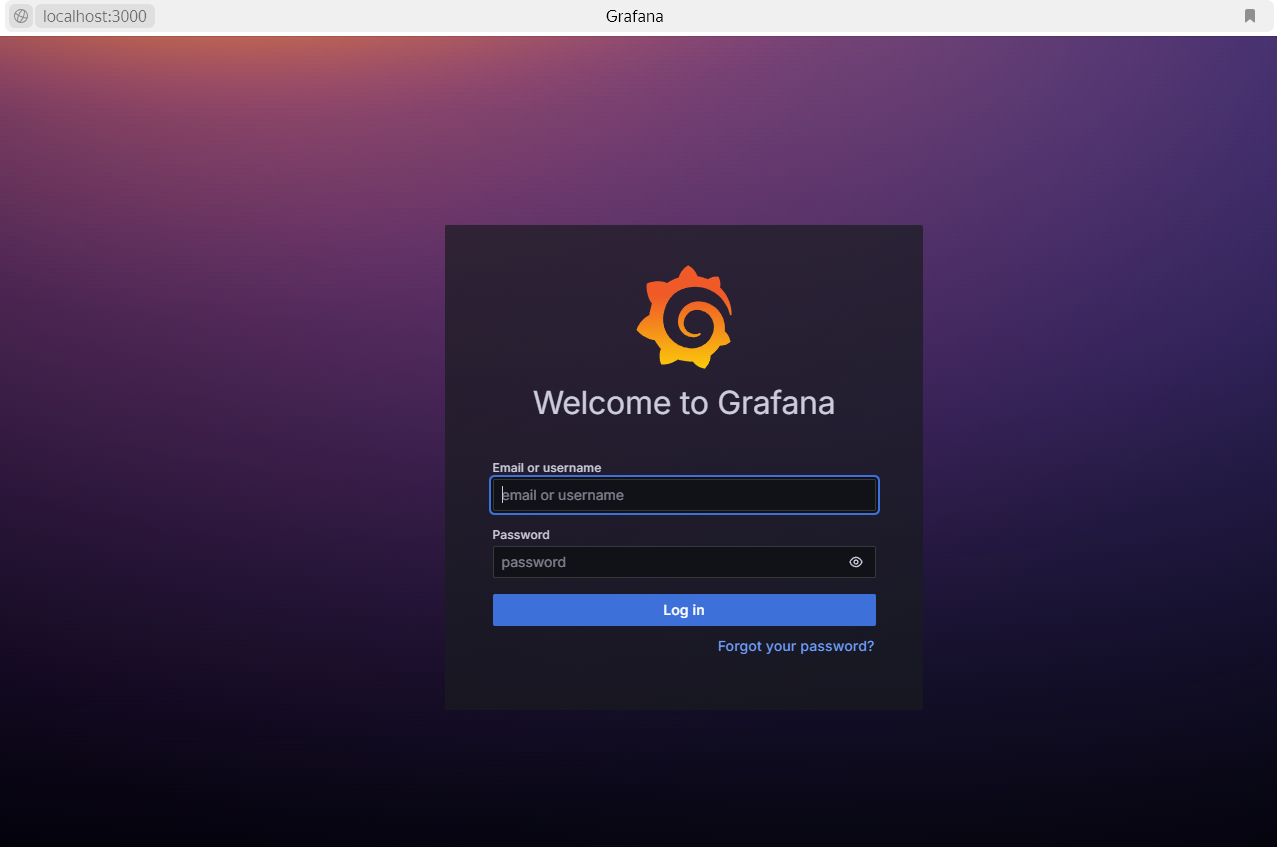 localhost:3000
Grafana
Welcome to Grafana
Email or username
email or username
Password
password
Log in
Forgot your password?